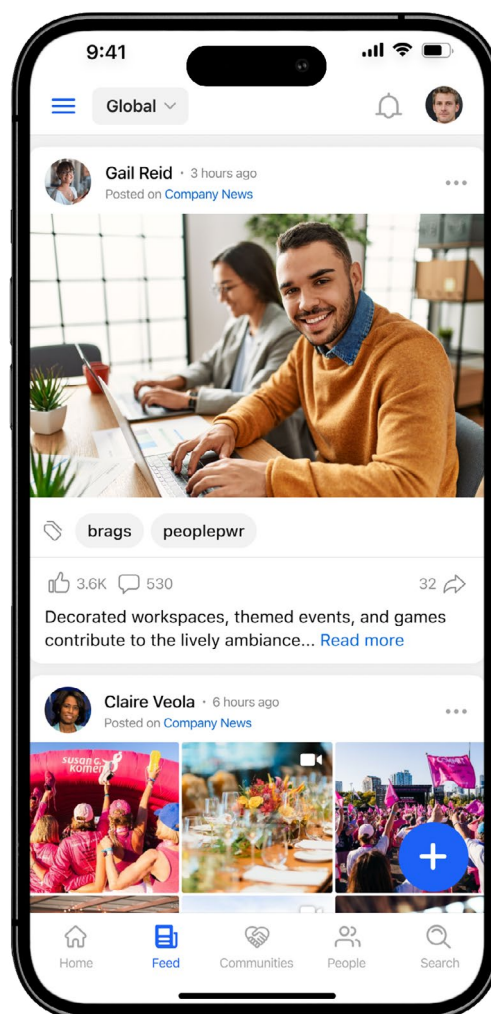 9:41
Global
Gail Reid · 3 hours ago
Posted on Company News
brags peoplepwr
3.6K 530 32
Decorated workspaces, themed events, and games
contribute to the lively ambiance... Read more
Claire Veola · 6 hours ago
Posted on Company News
susan G.
komen
Home Feed Communities People Search